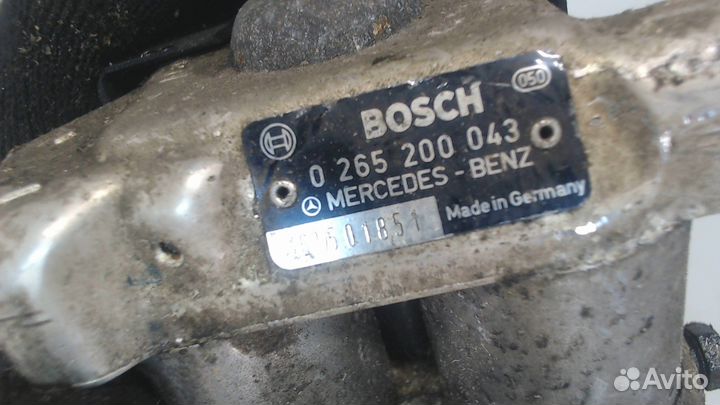 050
BOSCH
0 265 200 043
MERCEDES-BENZ
Made in Germany
Avito